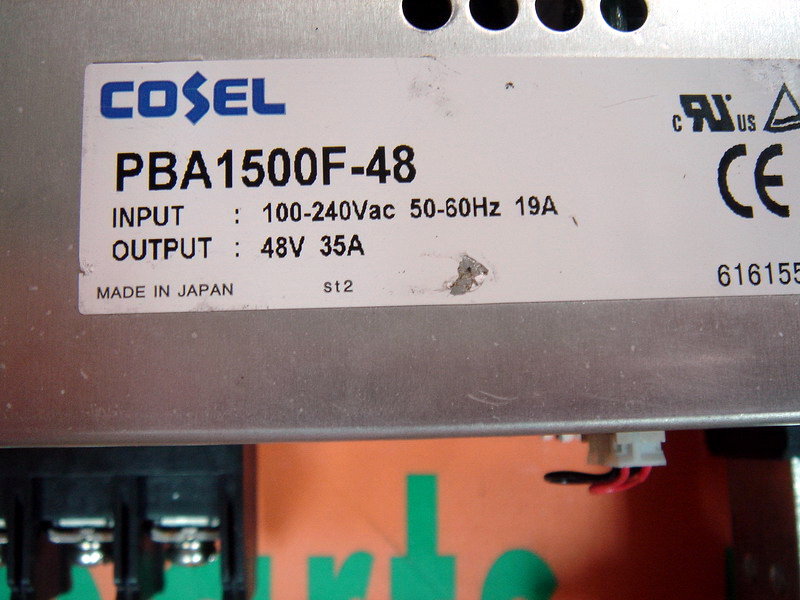 COSEL
PBA1500F-48
INPUT : 100-240Vac 50-60Hz 19A
OUTPUT : 48V 35A
MADE IN JAPAN st2
c RU US
CE
616155